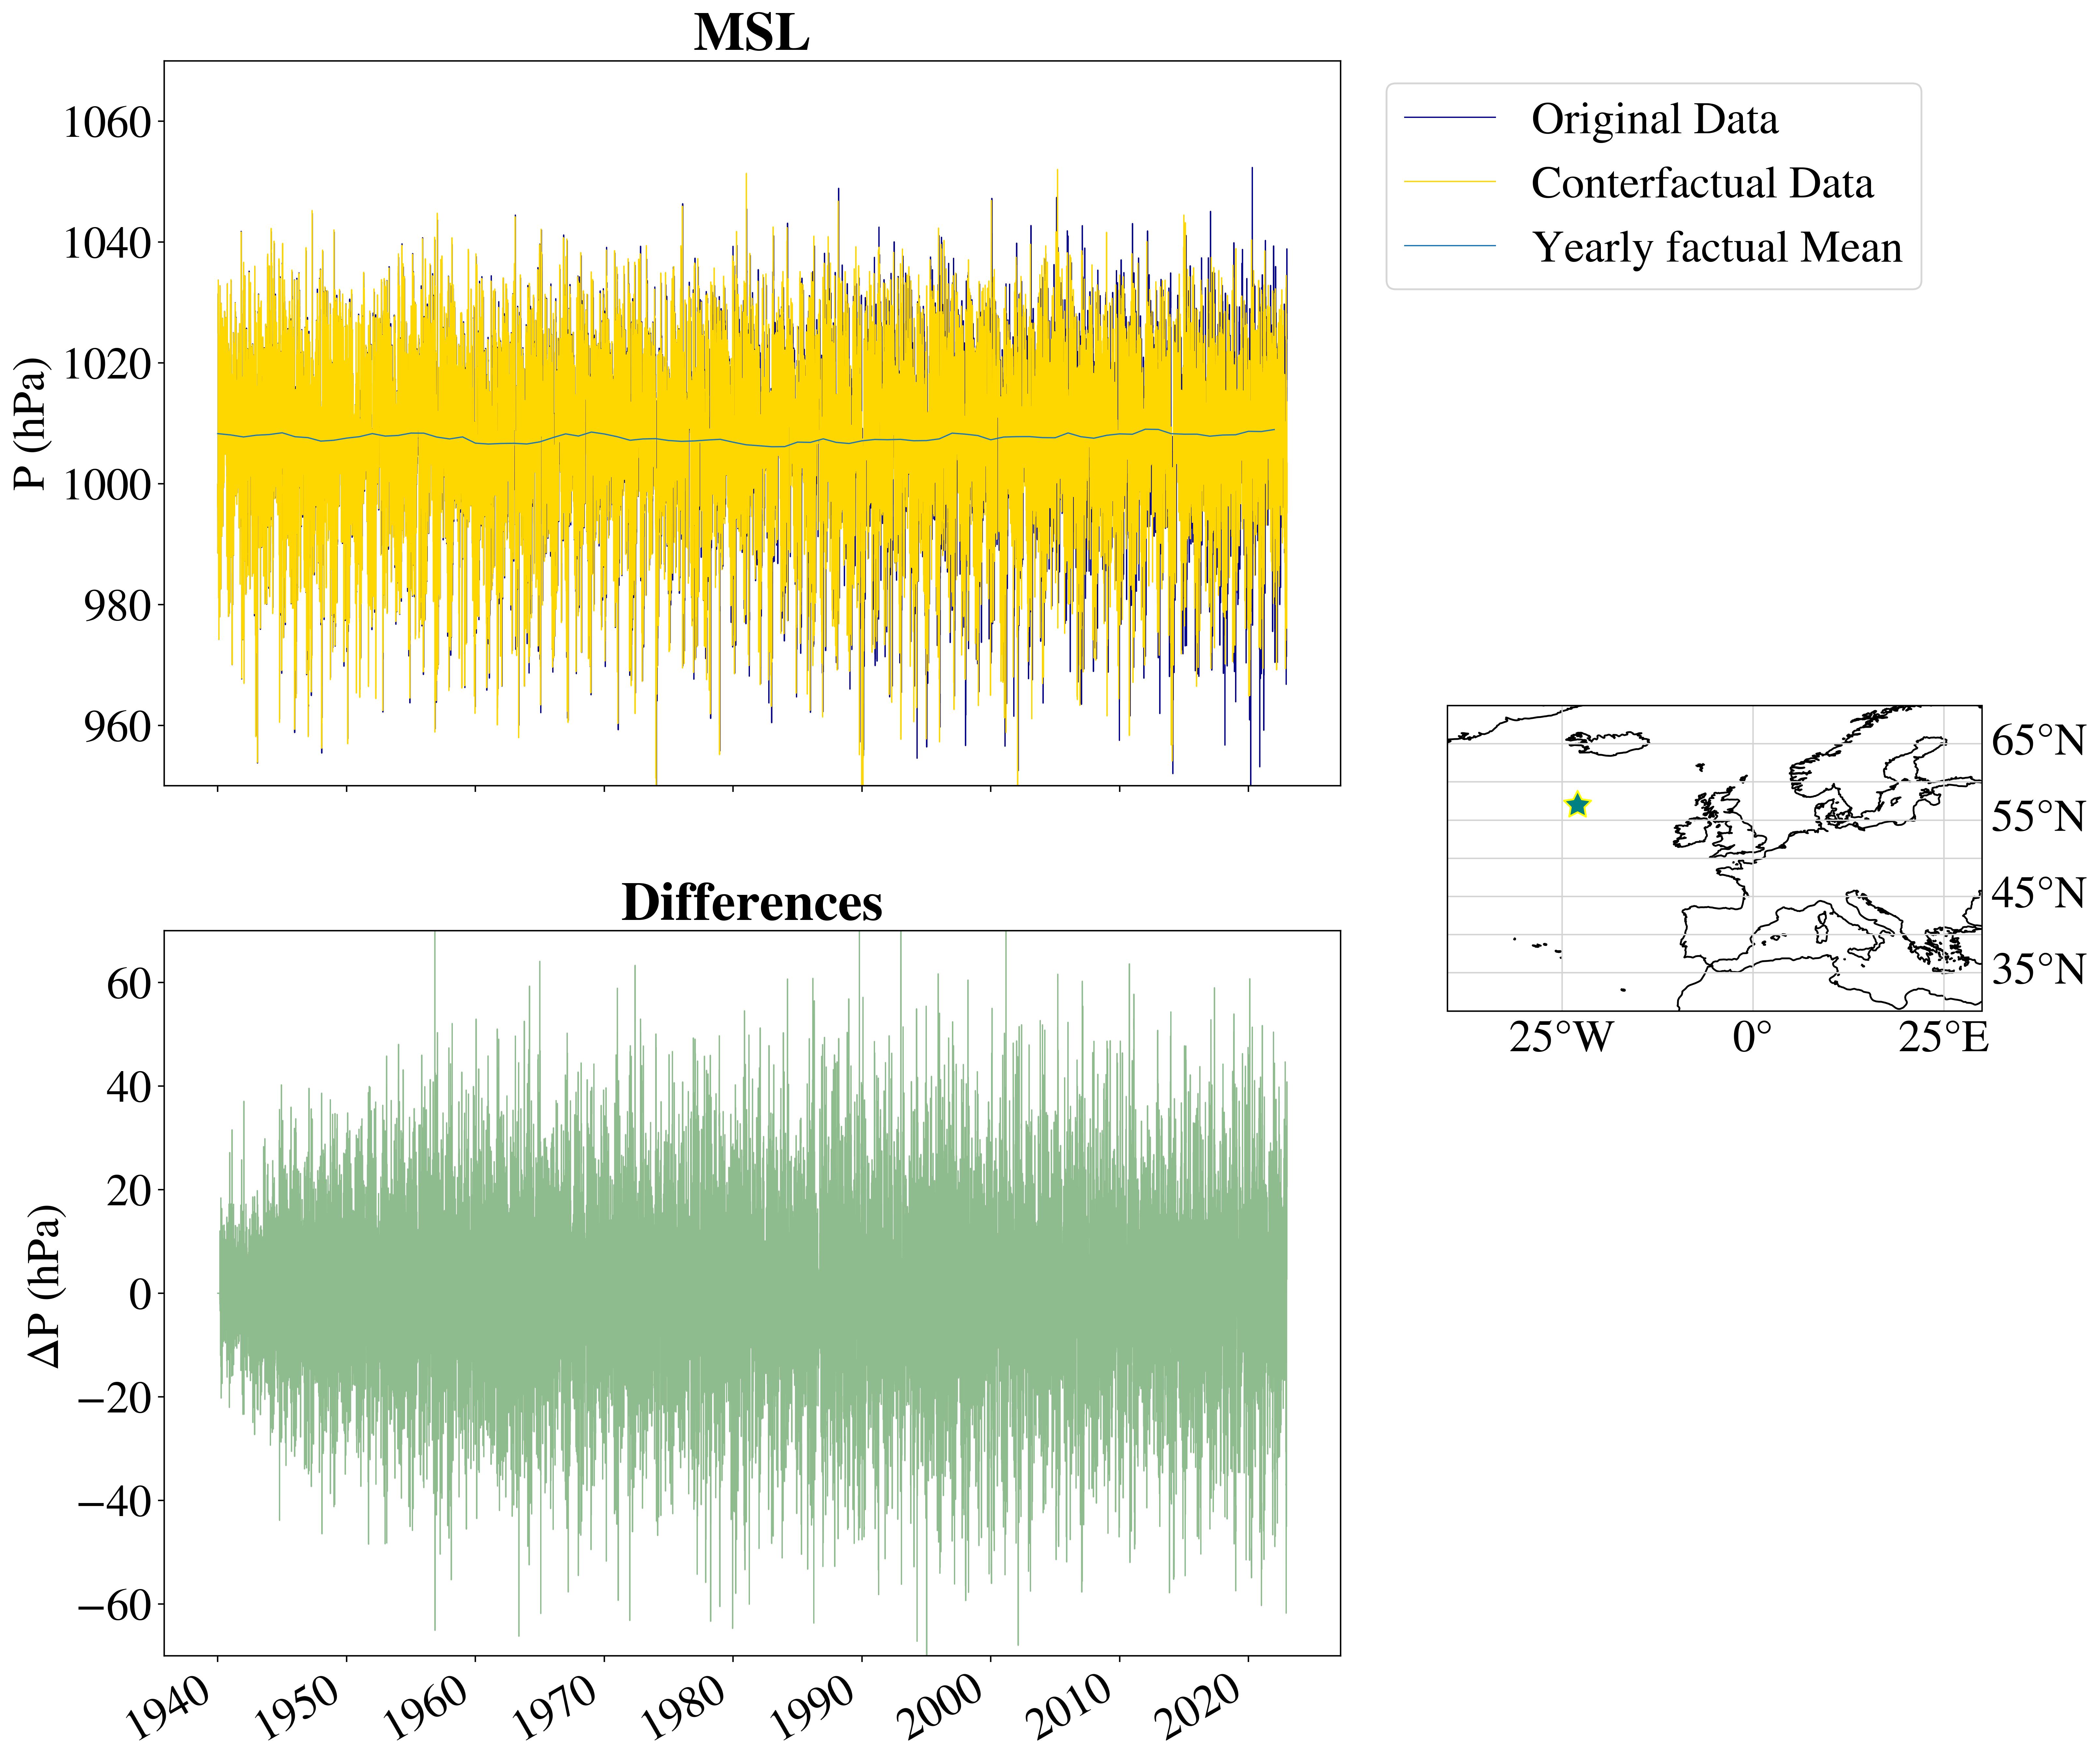 MSL
1060
1040
1020
1000
980
960
P (hPa)
Original Data
Conterfactual Data
Yearly factual Mean
65°N
55°N
45°N
35°N
25°W 0° 25°E
Differences
60
40
20
0
−20
−40
−60
ΔP (hPa)
1940 1950 1960 1970 1980 1990 2000 2010 2020